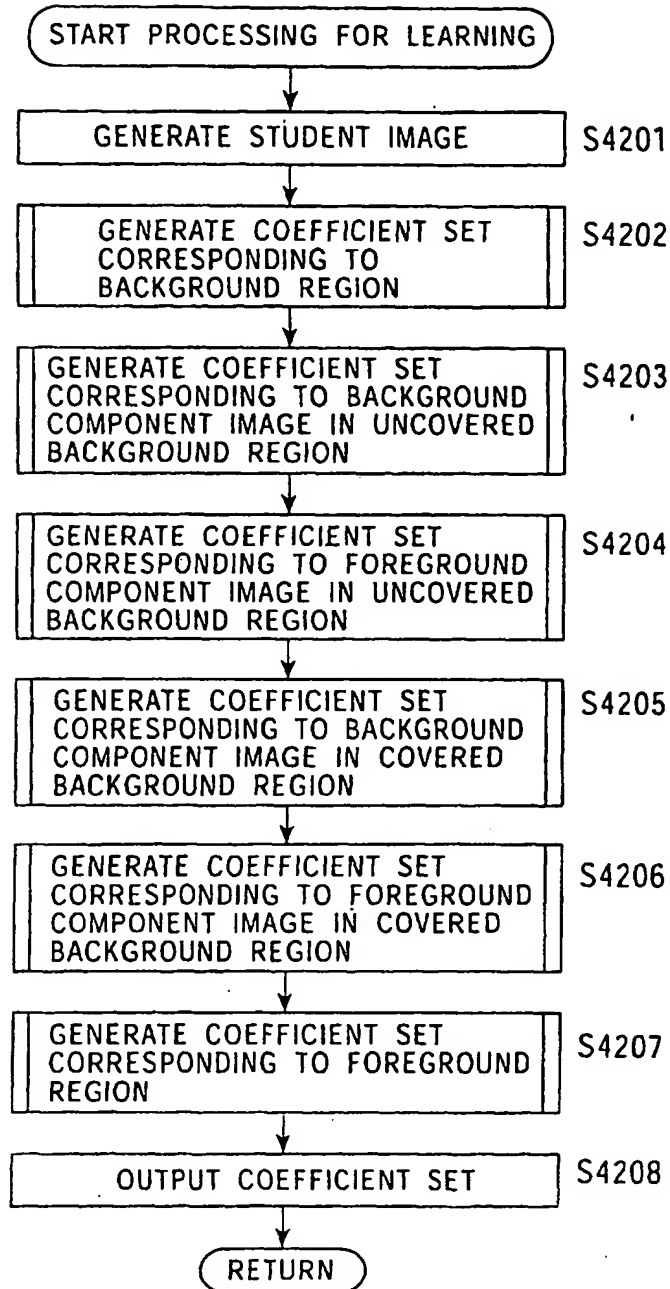 START PROCESSING FOR LEARNING
GENERATE STUDENT IMAGE
S4201
GENERATE COEFFICIENT SET
CORRESPONDING TO
BACKGROUND REGION
S4202
GENERATE COEFFICIENT SET
CORRESPONDING TO BACKGROUND
COMPONENT IMAGE IN UNCOVERED
BACKGROUND REGION
S4203
GENERATE COEFFICIENT SET
CORRESPONDING TO FOREGROUND
COMPONENT IMAGE IN UNCOVERED
BACKGROUND REGION
S4204
GENERATE COEFFICIENT SET
CORRESPONDING TO BACKGROUND
COMPONENT IMAGE IN COVERED
BACKGROUND REGION
S4205
GENERATE COEFFICIENT SET
CORRESPONDING TO FOREGROUND
COMPONENT IMAGE IN COVERED
BACKGROUND REGION
S4206
GENERATE COEFFICIENT SET
CORRESPONDING TO FOREGROUND
REGION
S4207
OUTPUT COEFFICIENT SET
S4208
RETURN